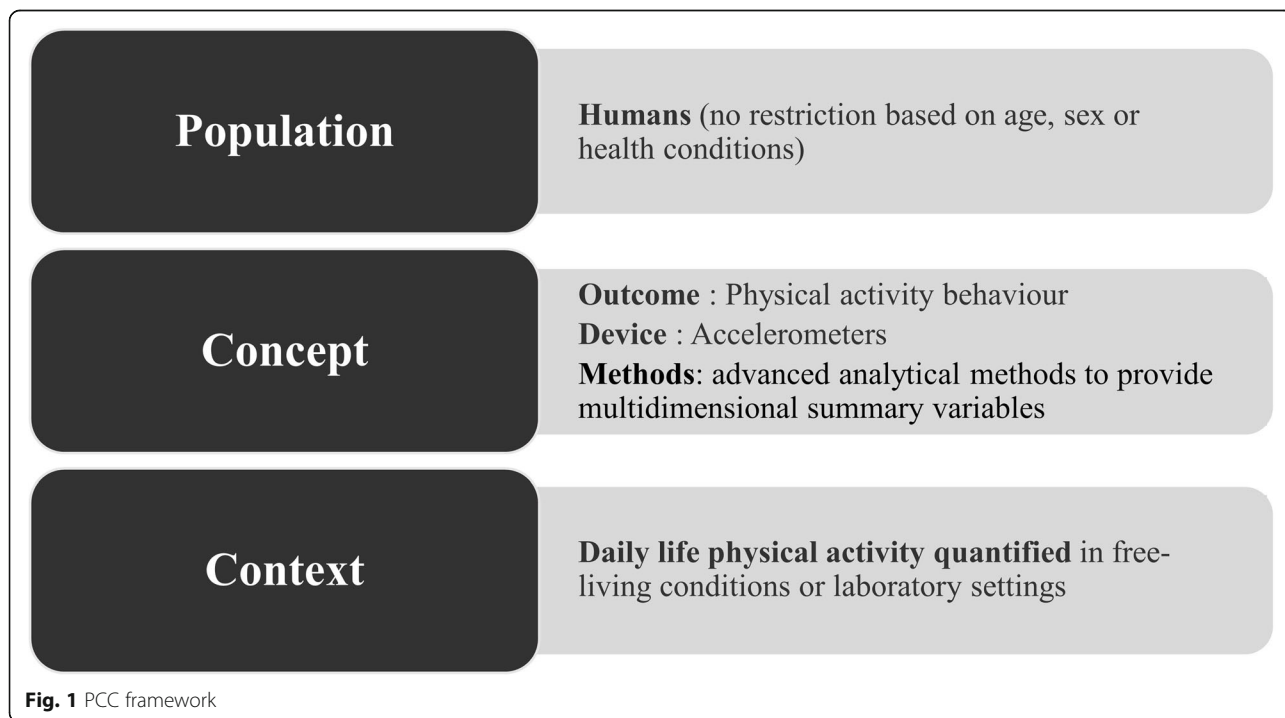 Population
Humans (no restriction based on age, sex or
health conditions)
Concept
Outcome : Physical activity behaviour
Device : Accelerometers
Methods: advanced analytical methods to provide
multidimensional summary variables
Context
Daily life physical activity quantified in free-
living conditions or laboratory settings
Fig. 1 PCC framework